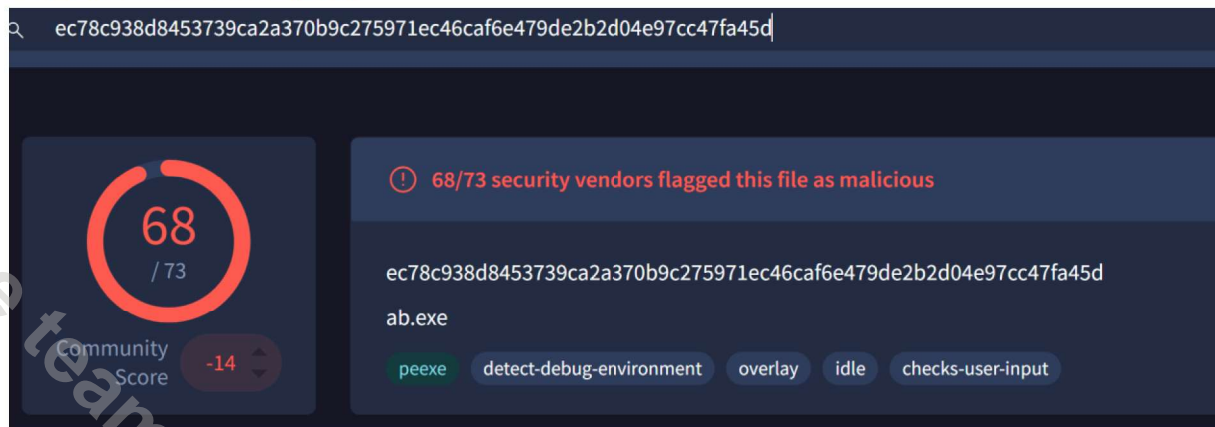 ec78c938d8453739ca2a370b9c275971ec46caf6e479de2b2d04e97cc47fa45d
68/73 security vendors flagged this file as malicious
68
/ 73
ec78c938d8453739ca2a370b9c275971ec46caf6e479de2b2d04e97cc47fa45d
ab.exe
Community
Score
-14
peexe detect-debug-environment overlay idle checks-user-input
e team